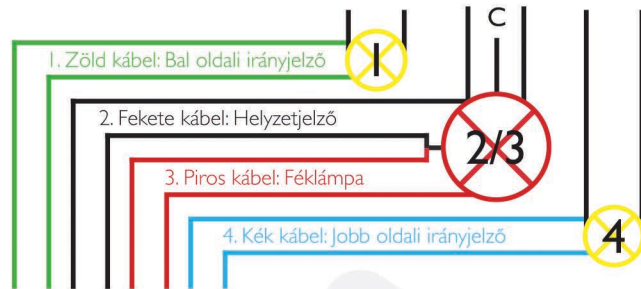 C
1. Zöld kábel: Bal oldali irányjelző
1
2. Fekete kábel: Helyzetjelző
2/3
3. Piros kábel: Féklámpa
4. Kék kábel: Jobb oldali irányjelző
4